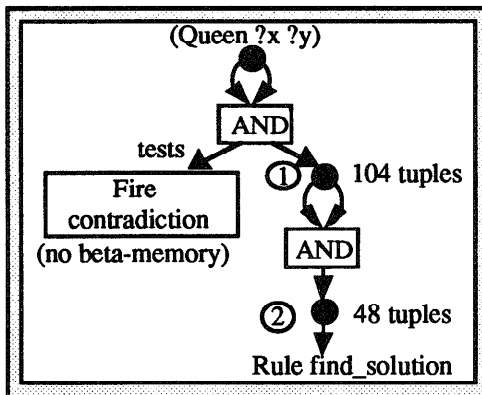 (Queen ?x ?y)
AND
tests
1
104 tuples
Fire
contradiction
(no beta-memory)
AND
2
48 tuples
Rule find_solution